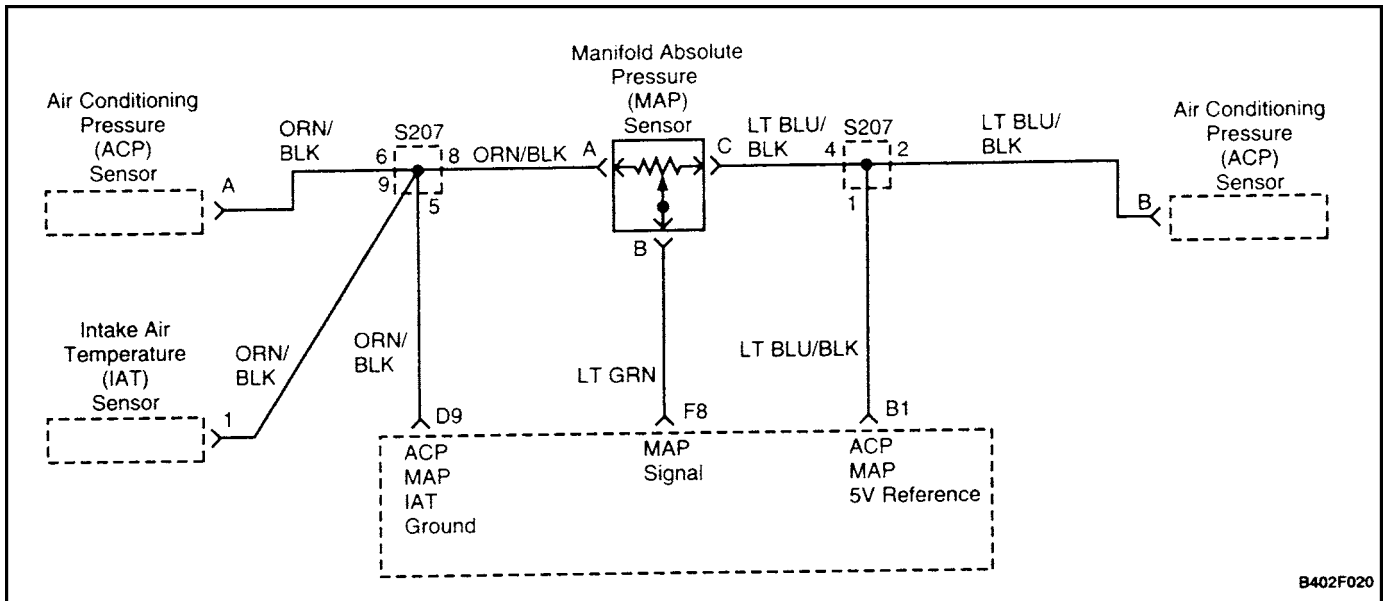 Manifold Absolute
Pressure
(MAP)
Sensor
Air Conditioning
Pressure
(ACP)
Sensor
A
ORN/
BLK
S207
6
8
9
5
ORN/BLK
A
C
B
LT BLU/
BLK
S207
4
2
1
LT BLU/
BLK
Air Conditioning
Pressure
(ACP)
Sensor
B
Intake Air
Temperature
(IAT)
Sensor
1
ORN/
BLK
ORN/
BLK
LT GRN
LT BLU/BLK
D9
F8
B1
ACP
MAP
IAT
Ground
MAP
Signal
ACP
MAP
5V Reference
B402F020